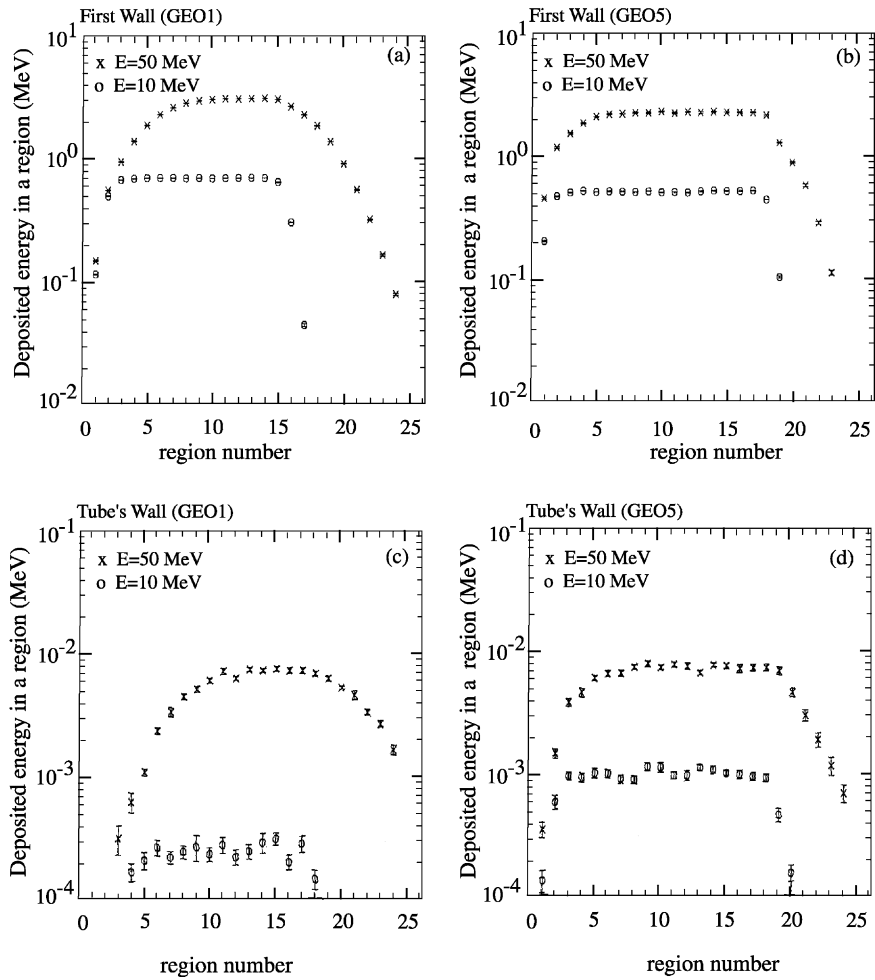 First Wall (GEO1)
(a)
x E=50 MeV
o E=10 MeV
Deposited energy in a region (MeV)
10^1
10^0
10^-1
10^-2
0 5 10 15 20 25
region number
First Wall (GEO5)
(b)
x E=50 MeV
o E=10 MeV
Deposited energy in a region (MeV)
10^1
10^0
10^-1
10^-2
0 5 10 15 20 25
region number
Tube's Wall (GEO1)
(c)
x E=50 MeV
o E=10 MeV
Deposited energy in a region (MeV)
10^-1
10^-2
10^-3
10^-4
0 5 10 15 20 25
region number
Tube's Wall (GEO5)
(d)
x E=50 MeV
o E=10 MeV
Deposited energy in a region (MeV)
10^-1
10^-2
10^-3
10^-4
0 5 10 15 20 25
region number